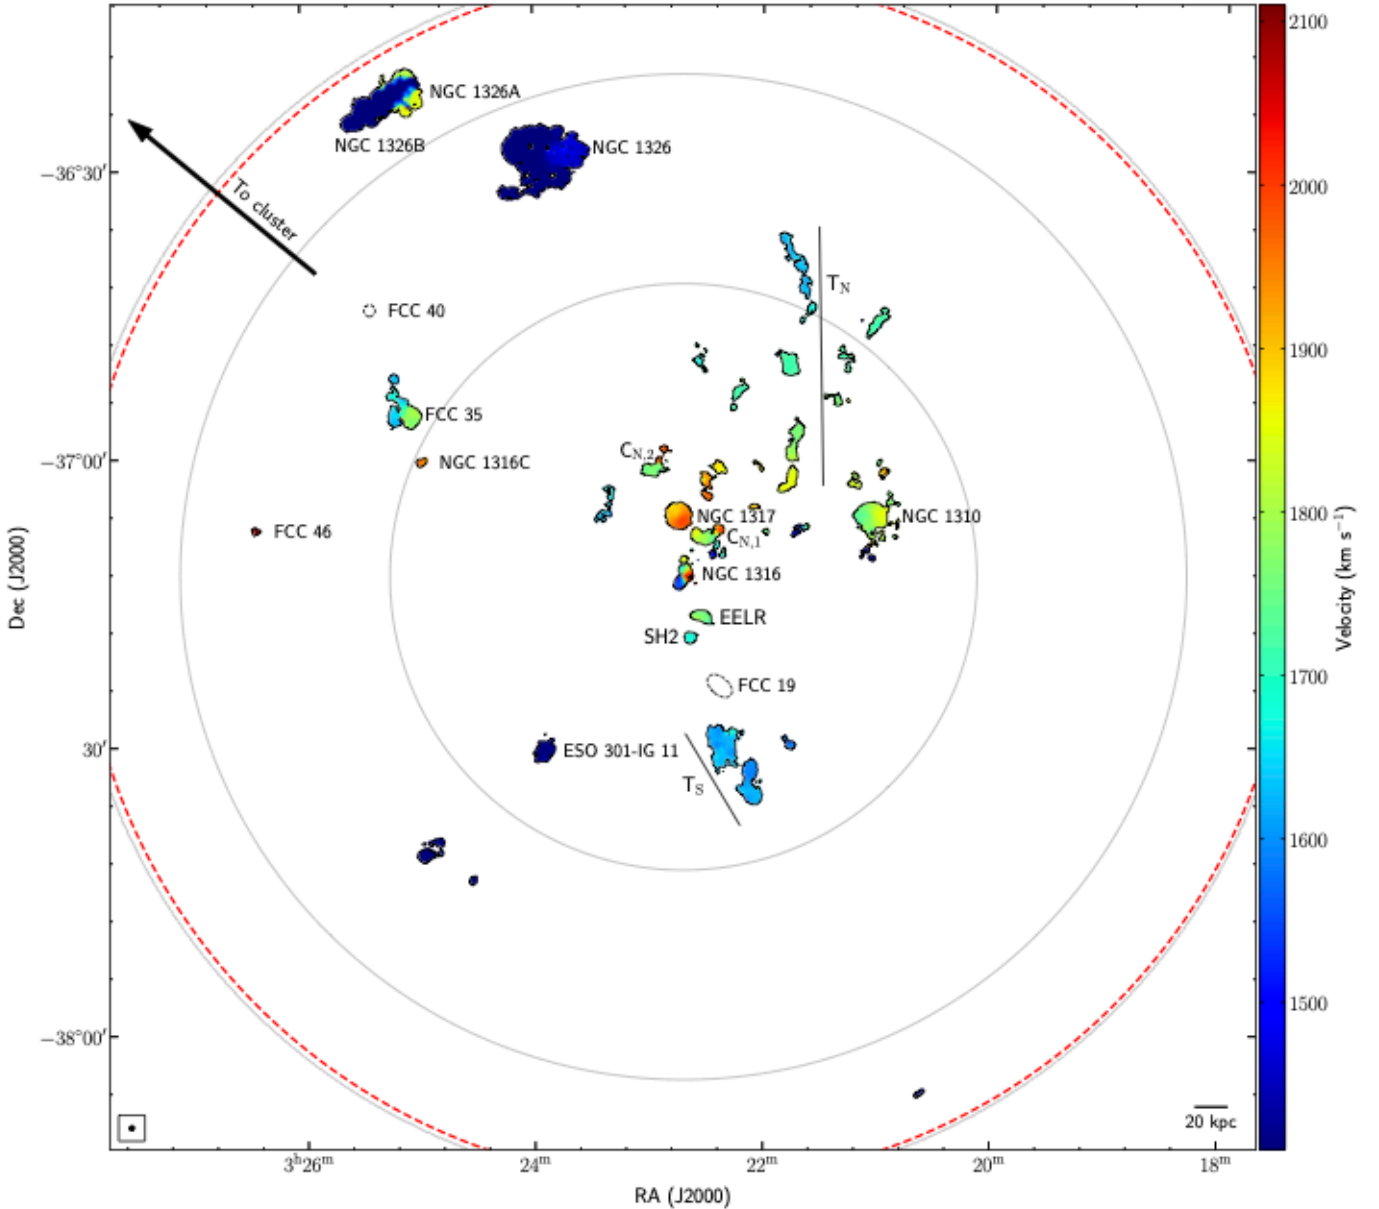 NGC 1326A
NGC 1326B
NGC 1326
To cluster
FCC 40
T_N
FCC 35
C_N,2
NGC 1316C
NGC 1317
NGC 1310
FCC 46
C_N,1
NGC 1316
EELR
SH2
FCC 19
ESO 301-IG 11
T_S
20 kpc
−36°30′
−37°00′
30′
−38°00′
Dec (J2000)
3ʰ26ᵐ
24ᵐ
22ᵐ
20ᵐ
18ᵐ
RA (J2000)
2100
2000
1900
1800
1700
1600
1500
Velocity (km s⁻¹)